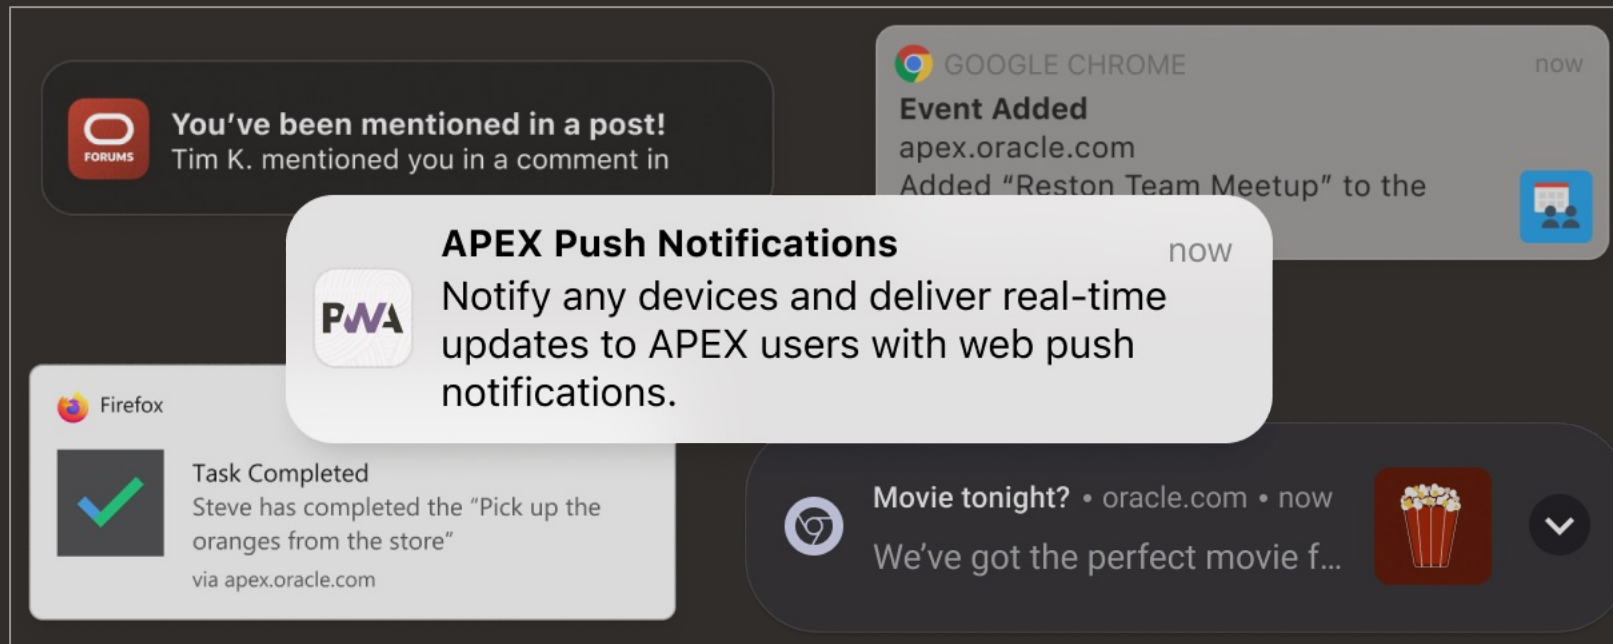 FORUMS
You've been mentioned in a post!
Tim K. mentioned you in a comment in
GOOGLE CHROME
now
Event Added
apex.oracle.com
Added “Reston Team Meetup” to the
APEX Push Notifications
now
PWA
Notify any devices and deliver real-time
updates to APEX users with web push
notifications.
Firefox
Task Completed
Steve has completed the “Pick up the
oranges from the store”
via apex.oracle.com
Movie tonight? • oracle.com • now
We've got the perfect movie f...